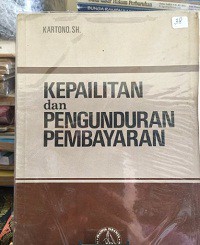 KARTONO, SH.
KEPAILITAN
dan
PENGUNDURAN
PEMBAYARAN